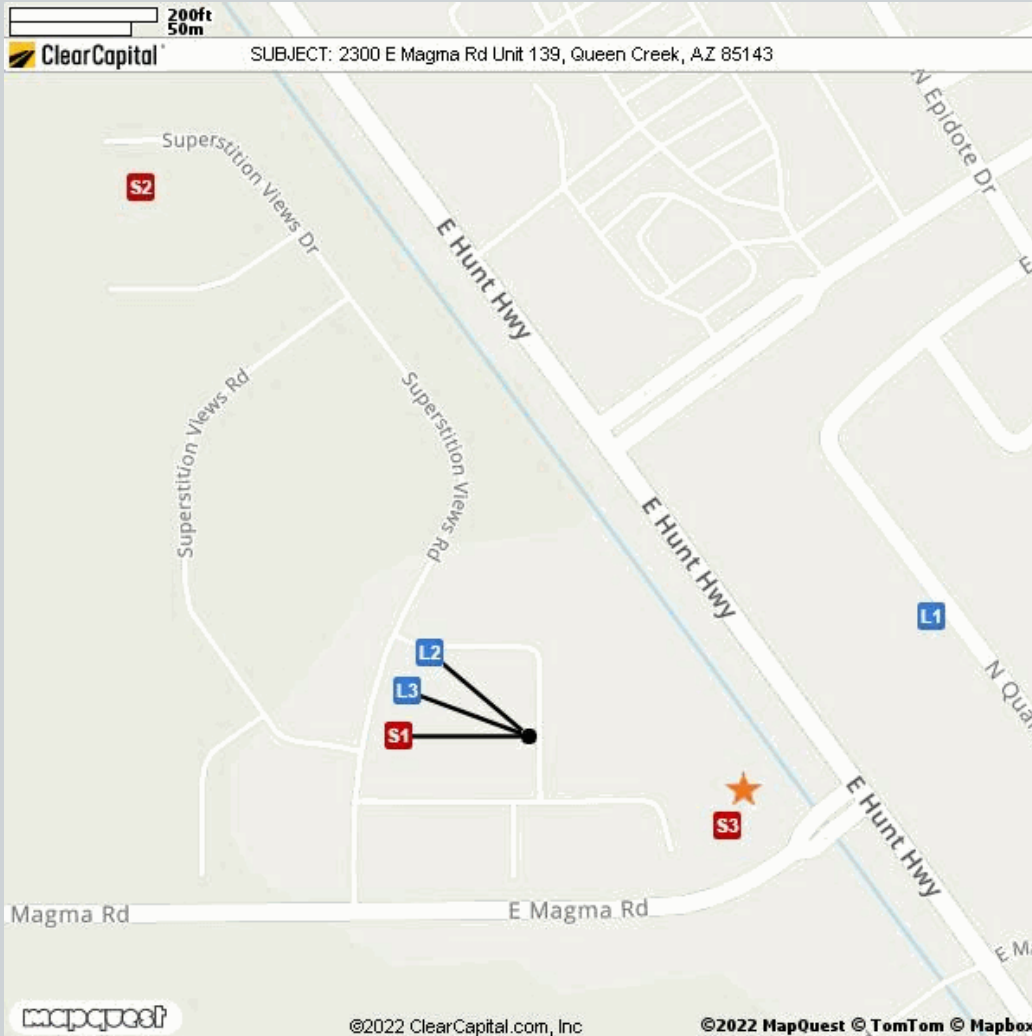 200ft
50m
ClearCapital
SUBJECT: 2300 E Magma Rd Unit 139, Queen Creek, AZ 85143
N Epidote Dr
Superstition Views Dr
S2
E Hunt Hwy
E
Superstition Views Rd
Superstition Views Rd
E Hunt Hwy
L1
L2
L3
N Qua
S1
S3
E Hunt Hwy
Magma Rd
E Magma Rd
E Ma
mapquest
©2022 ClearCapital.com, Inc
©2022 MapQuest © TomTom © Mapbox